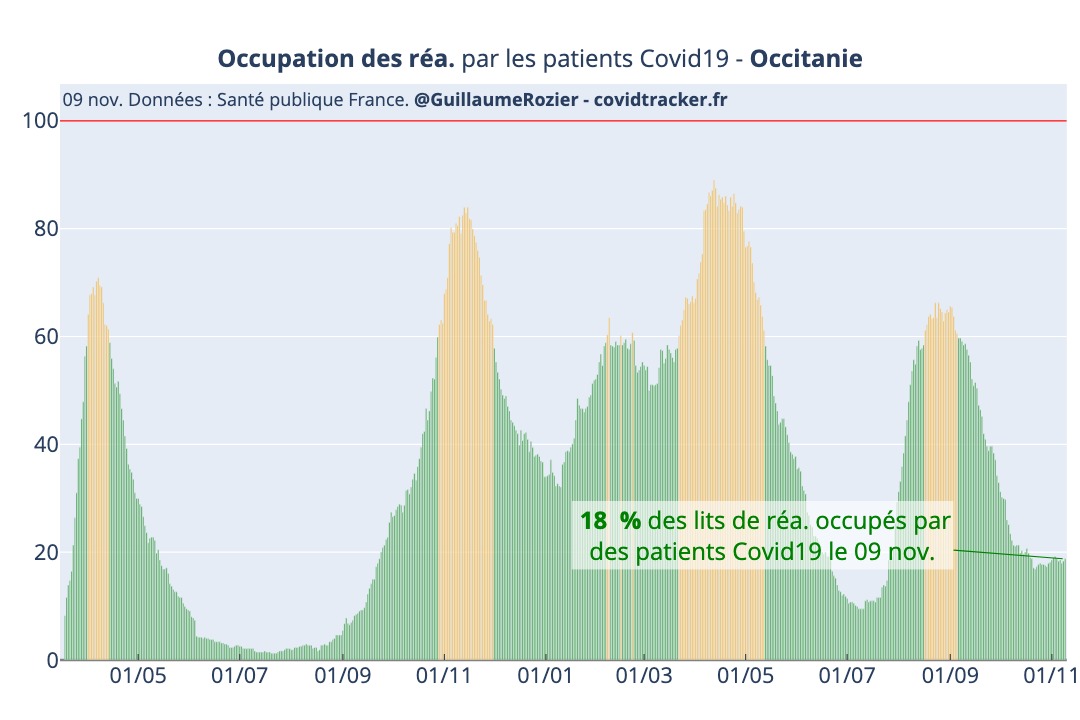 Occupation des réa. par les patients Covid19 - Occitanie
09 nov. Données : Santé publique France. @GuillaumeRozier - covidtracker.fr
100
80
60
40
20
0
18 % des lits de réa. occupés par
des patients Covid19 le 09 nov.
01/05 01/07 01/09 01/11 01/01 01/03 01/05 01/07 01/09 01/11